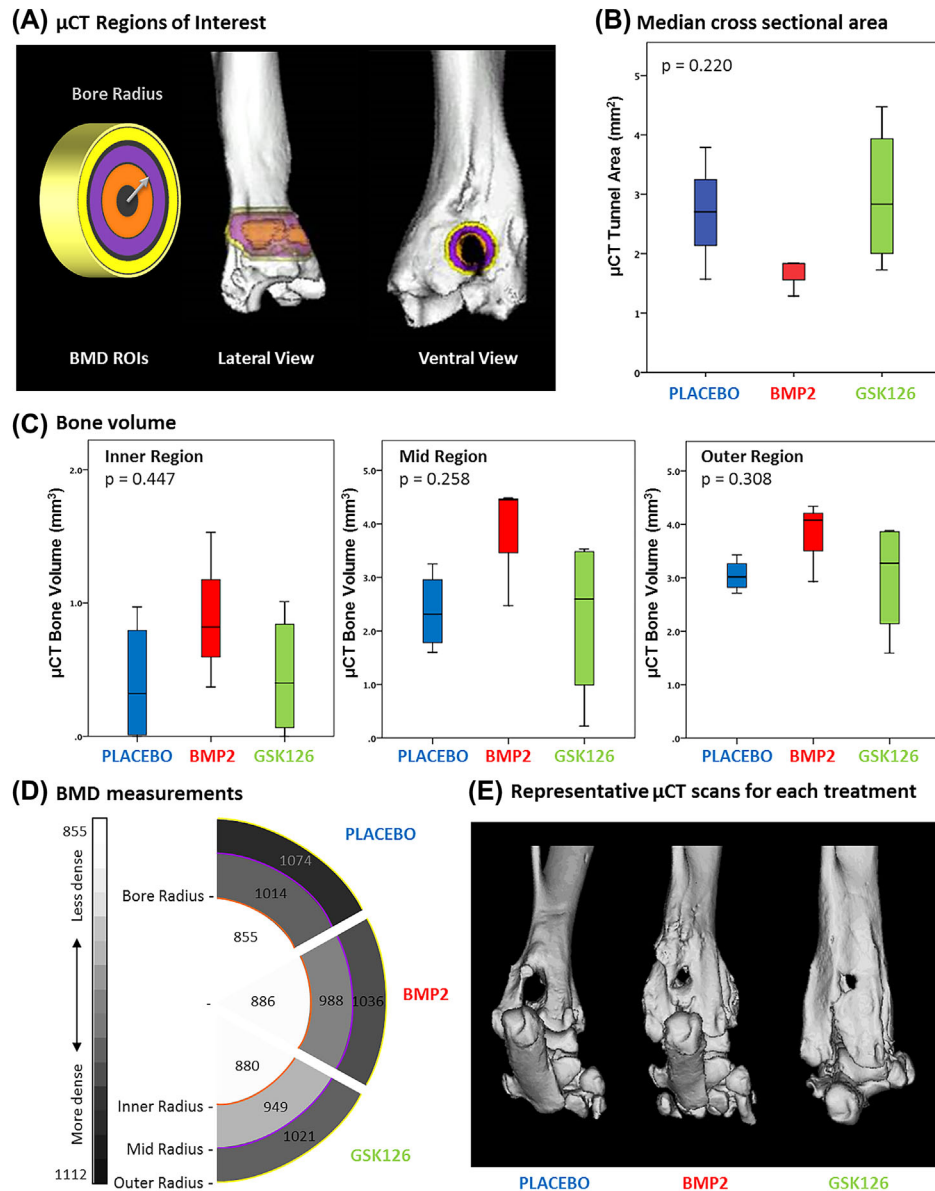 (A) µCT Regions of Interest
Bore Radius
BMD ROIs
Lateral View
Ventral View
(B) Median cross sectional area
p = 0.220
µCT Tunnel Area (mm²)
5
4
3
2
1
0
PLACEBO
BMP2
GSK126
(C) Bone volume
Inner Region
p = 0.447
µCT Bone Volume (mm³)
2.0
1.0
.0
PLACEBO
BMP2
GSK126
Mid Region
p = 0.258
µCT Bone Volume (mm³)
5.0
4.0
3.0
2.0
1.0
.0
PLACEBO
BMP2
GSK126
Outer Region
p = 0.308
µCT Bone Volume (mm³)
5.0
4.0
3.0
2.0
1.0
.0
PLACEBO
BMP2
GSK126
(D) BMD measurements
855
Less dense
More dense
1112
Bore Radius -
-
Inner Radius -
Mid Radius -
Outer Radius -
PLACEBO
1074
1014
855
BMP2
886
988
1036
880
949
1021
GSK126
(E) Representative µCT scans for each treatment
PLACEBO
BMP2
GSK126